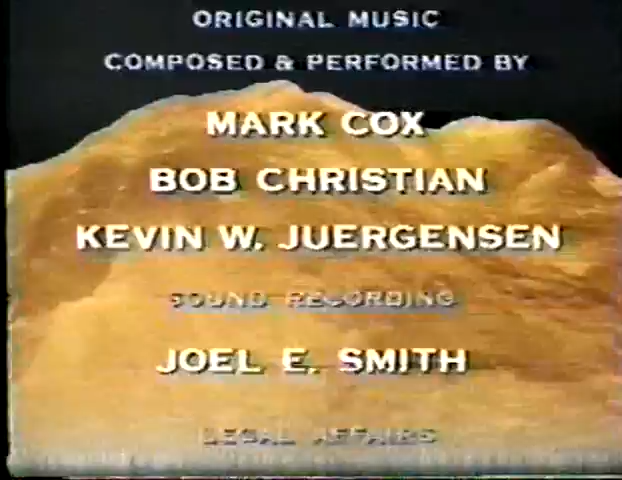 ORIGINAL MUSIC
COMPOSED & PERFORMED BY
MARK COX
BOB CHRISTIAN
KEVIN W. JUERGENSEN
SOUND RECORDING
JOEL E. SMITH
LEGAL AFFAIRS